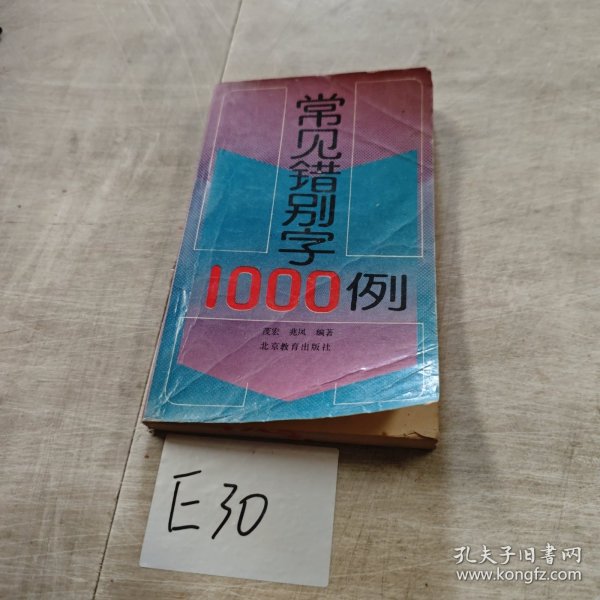 常见错别字
1000例
茂宏 兆凤 编著
北京教育出版社
E30
孔夫子旧书网
www.kongfz.com